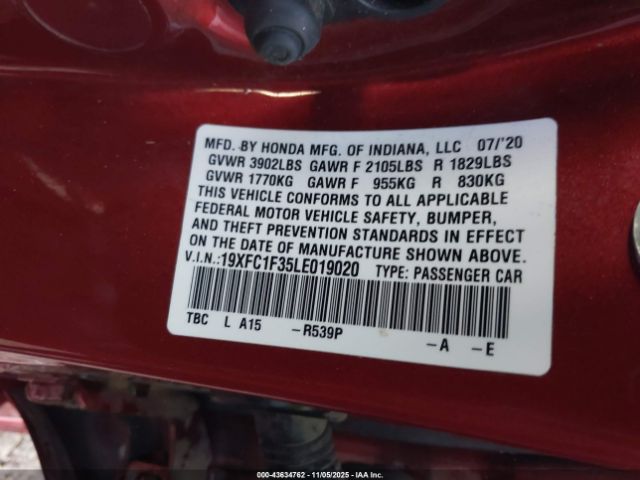 MFD. BY HONDA MFG. OF INDIANA, LLC 07/'20
GVWR 3902LBS GAWR F 2105LBS R 1829LBS
GVWR 1770KG GAWR F 955KG R 830KG
THIS VEHICLE CONFORMS TO ALL APPLICABLE
FEDERAL MOTOR VEHICLE SAFETY, BUMPER,
AND THEFT PREVENTION STANDARDS IN EFFECT
ON THE DATE OF MANUFACTURE SHOWN ABOVE.
V.I.N.:19XFC1F35LE019020 TYPE: PASSENGER CAR
TBC L A15 -R539P -A -E
000-43634762 | 11/05/2025 | IAA Inc.